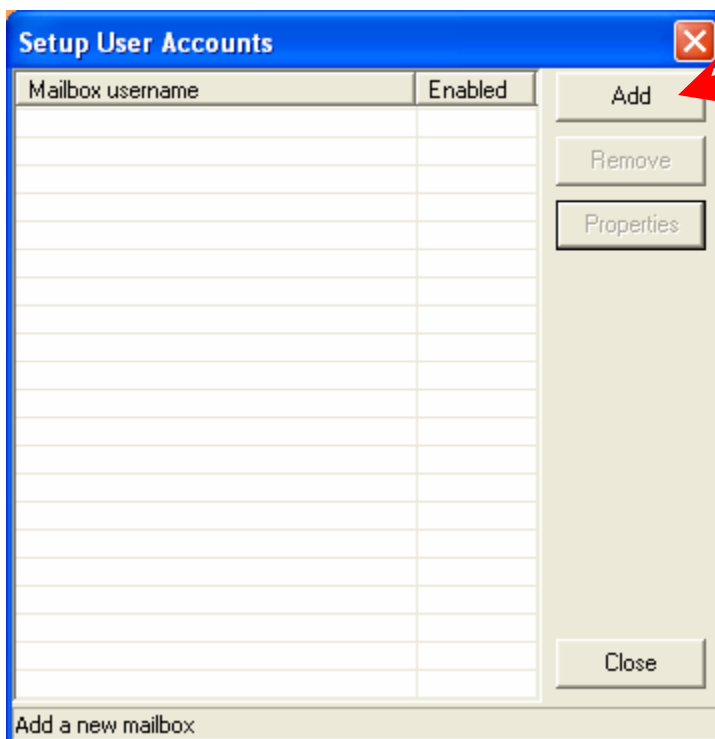 Setup User Accounts
Mailbox username Enabled
Add
Remove
Properties
Close
Add a new mailbox